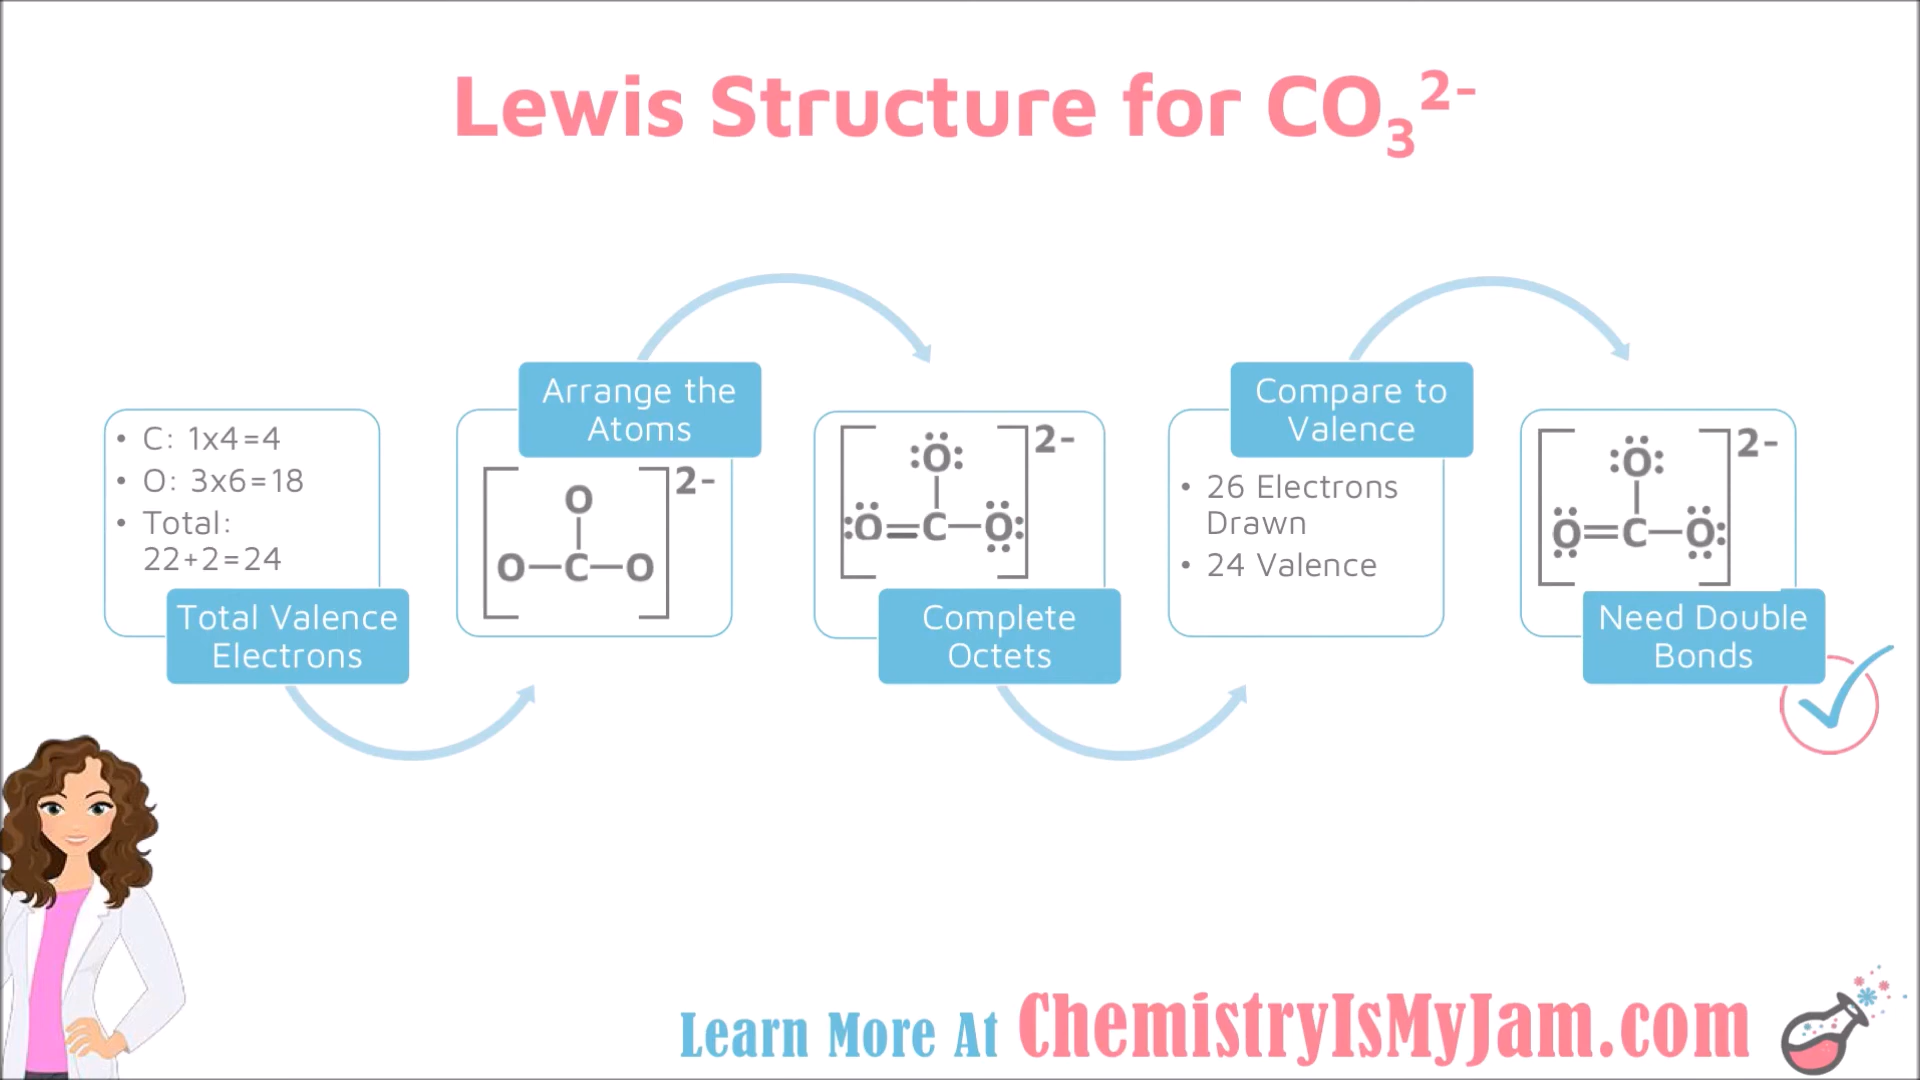 Lewis Structure for CO₃²⁻
• C: 1x4=4
• O: 3x6=18
• Total:
22+2=24
Total Valence
Electrons
Arrange the
Atoms
O
O—C—O
2-
Complete
Octets
:Ö:
:Ö=C—Ö:
2-
Compare to
Valence
• 26 Electrons
Drawn
• 24 Valence
:Ö:
Ö=C—Ö:
2-
Need Double
Bonds
Learn More At ChemistryIsMyJam.com